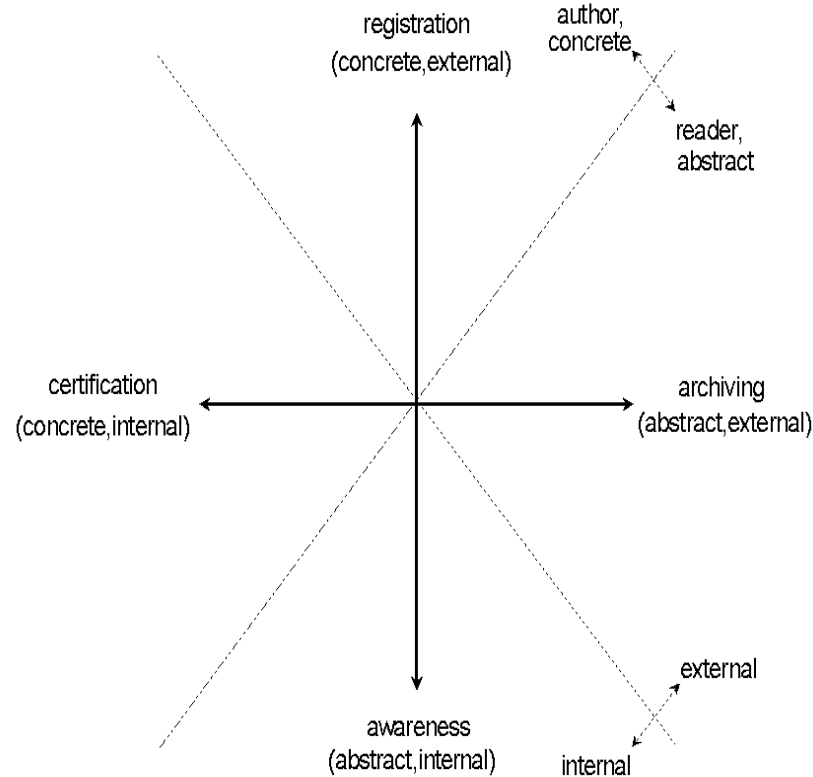 registration
(concrete,external)
author,
concrete
reader,
abstract
certification
(concrete,internal)
archiving
(abstract,external)
awareness
(abstract,internal)
external
internal